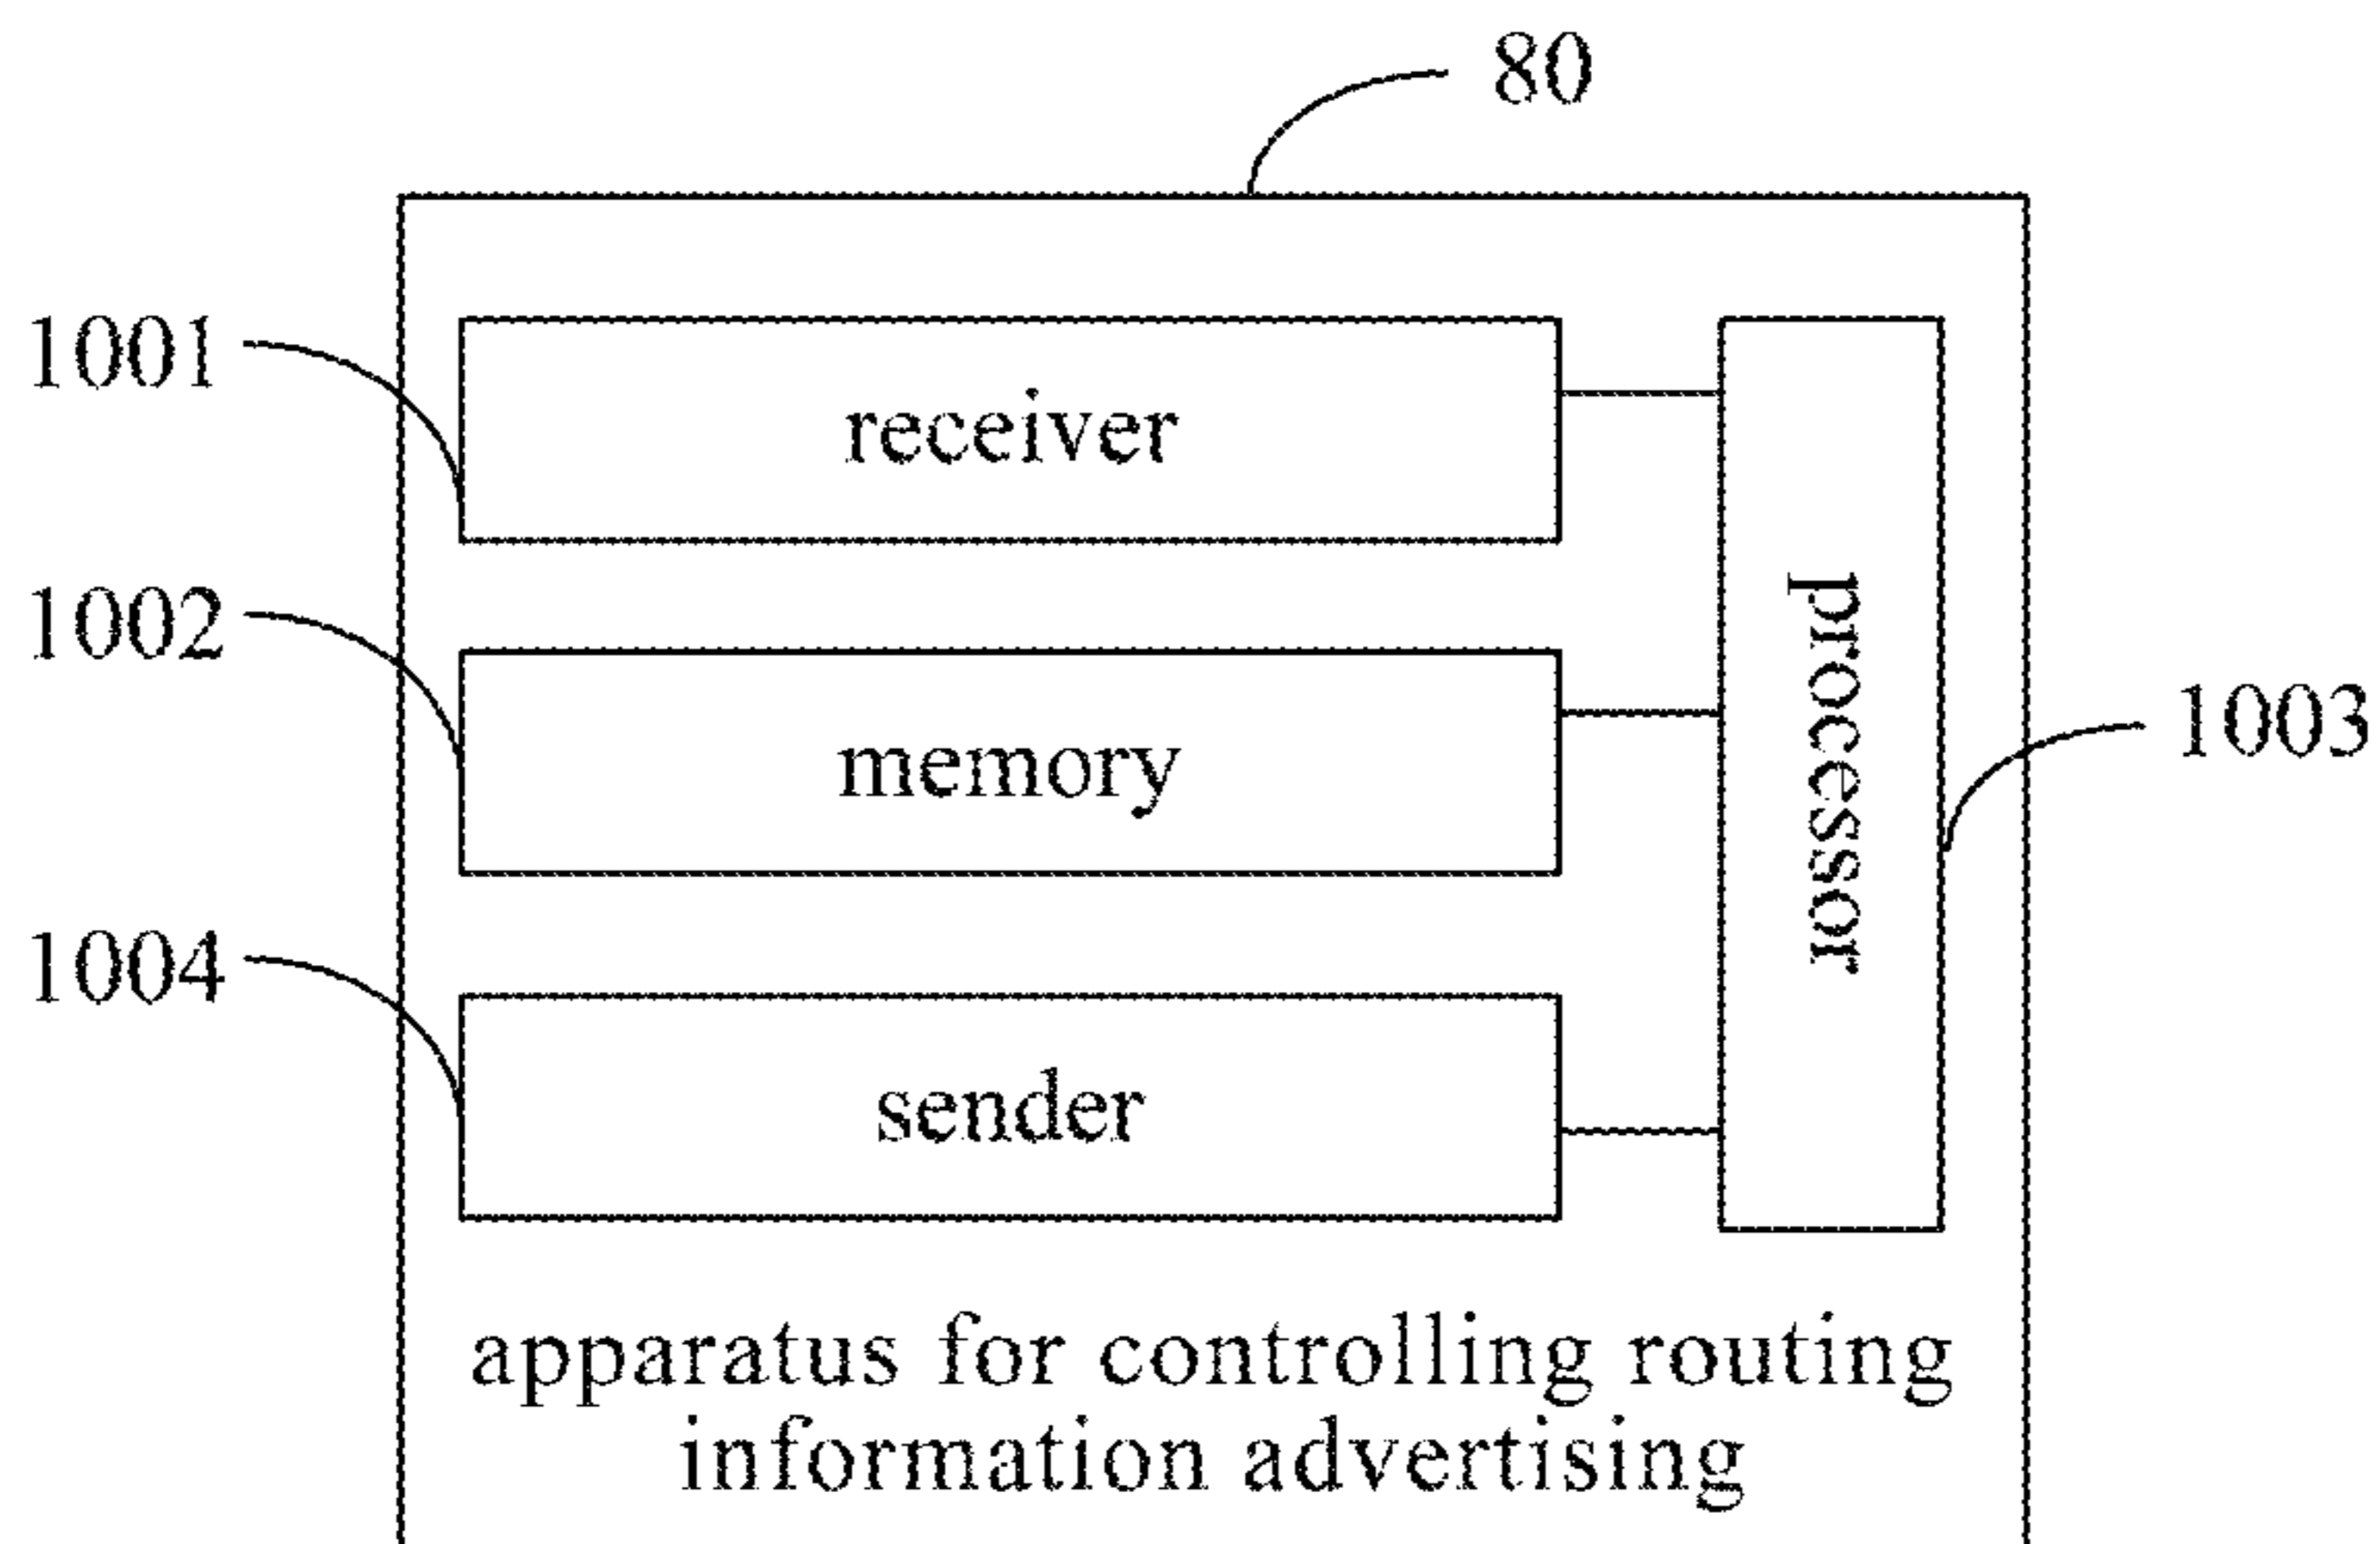 80
1001
receiver
1002
memory
processor
1003
1004
sender
apparatus for controlling routing
information advertising